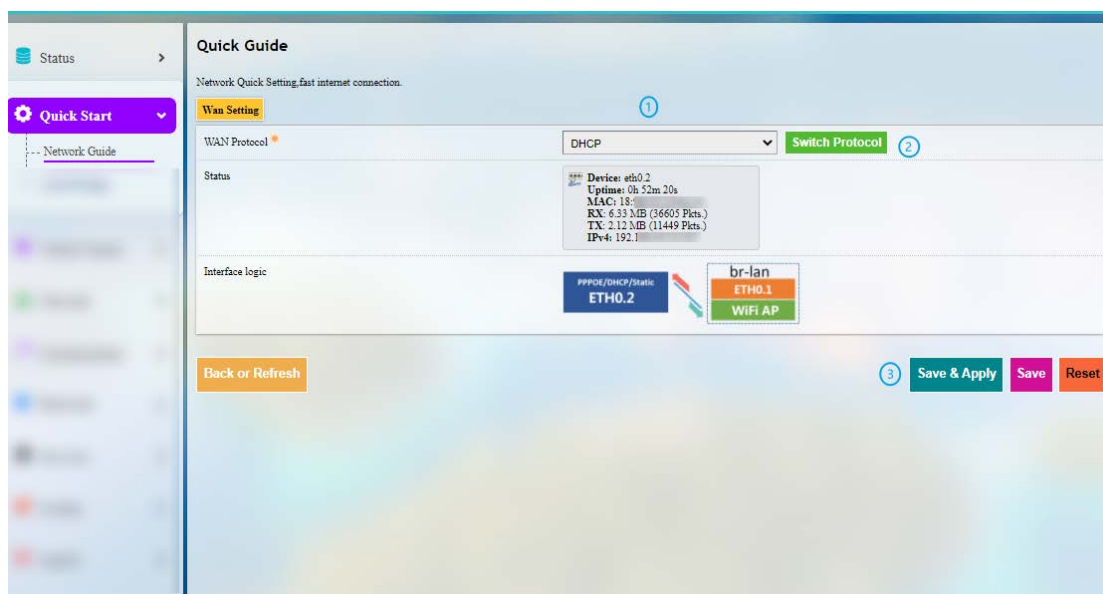 Status
Quick Start
Network Guide
Quick Guide
Network Quick Setting,fast internet connection.
Wan Setting
1
WAN Protocol
DHCP
Switch Protocol
2
Status
Device: eth0.2
Uptime: 0h 52m 20s
MAC: 18:
RX: 6.33 MB (36605 Pkts.)
TX: 2.12 MB (11449 Pkts.)
IPv4: 192.1
Interface logic
PPPOE/DHCP/Static
ETH0.2
br-lan
ETH0.1
WiFi AP
Back or Refresh
3
Save & Apply
Save
Reset